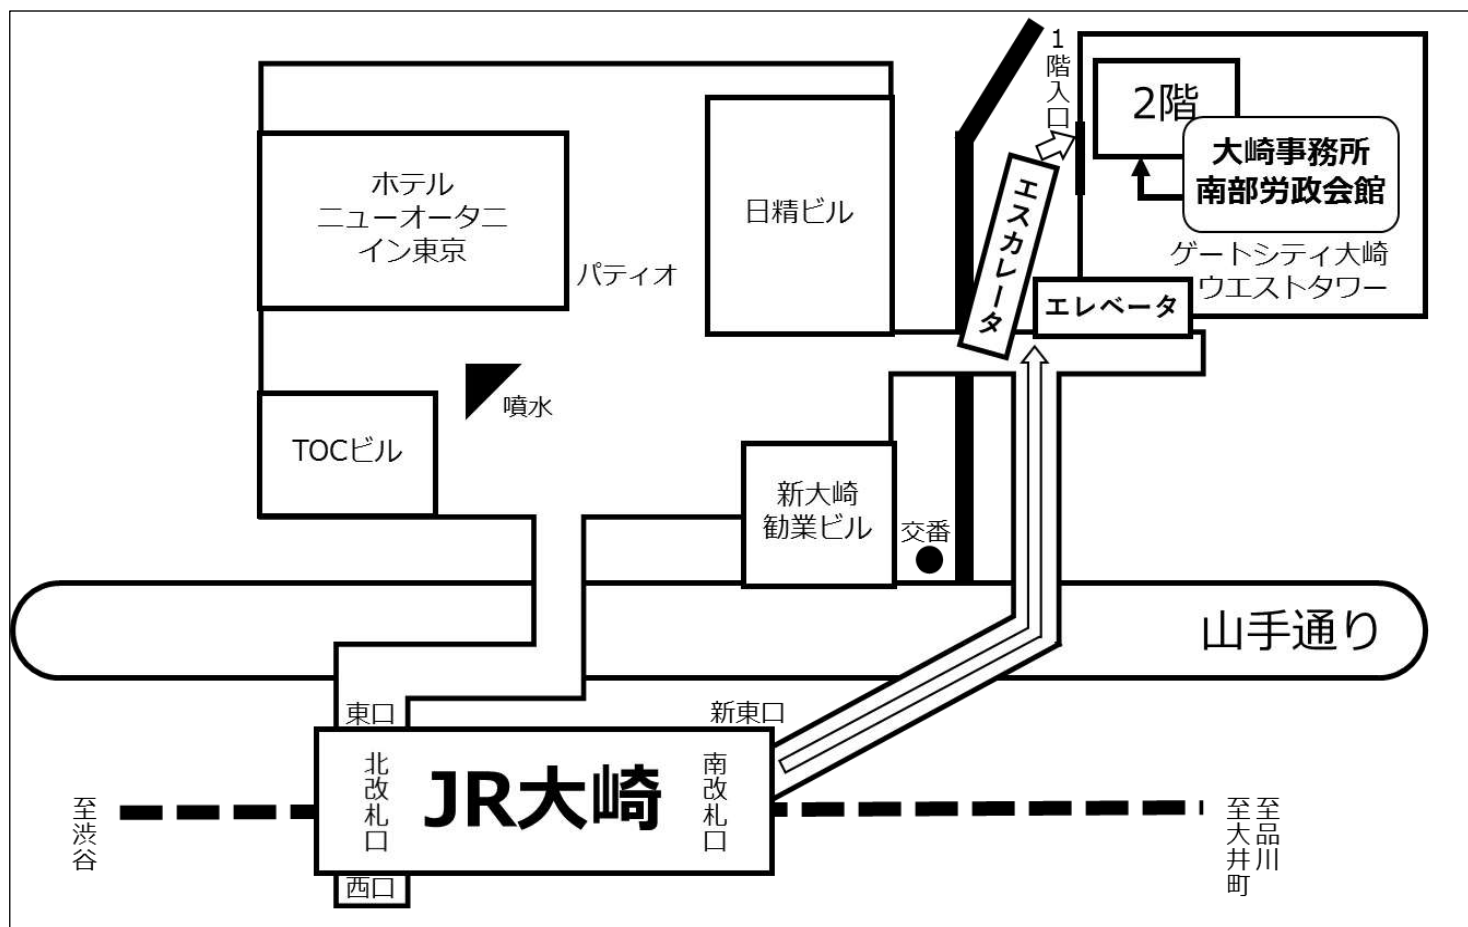 1階入口
2階
大崎事務所
南部労政会館
ゲートシティ大崎
ウエストタワー
エスカレータ
エレベータ
ホテル
ニューオータニ
イン東京
日精ビル
パティオ
噴水
TOCビル
新大崎
勧業ビル
交番
山手通り
東口
新東口
北改札口
JR大崎
南改札口
西口
至渋谷
至品川
至大井町